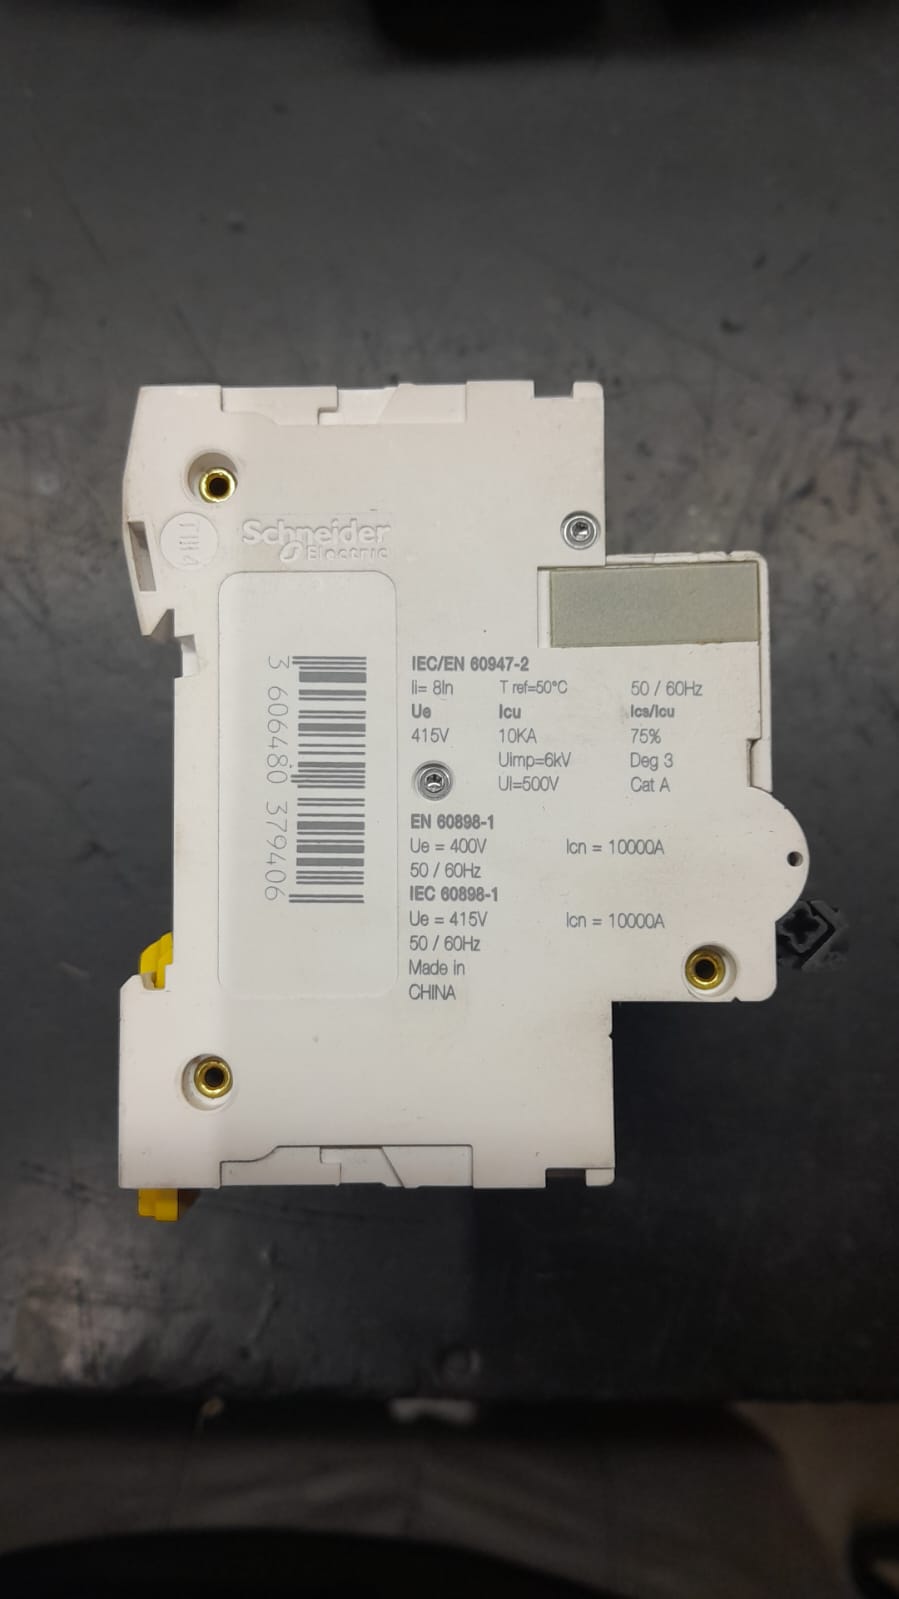 Schneider
Electric
3 606480 379406
IEC/EN 60947-2
Ii= 8In T ref=50°C 50 / 60Hz
Ue Icu Ics/Icu
415V 10KA 75%
Uimp=6kV Deg 3
UI=500V Cat A
EN 60898-1
Ue = 400V Icn = 10000A
50 / 60Hz
IEC 60898-1
Ue = 415V Icn = 10000A
50 / 60Hz
Made in
CHINA